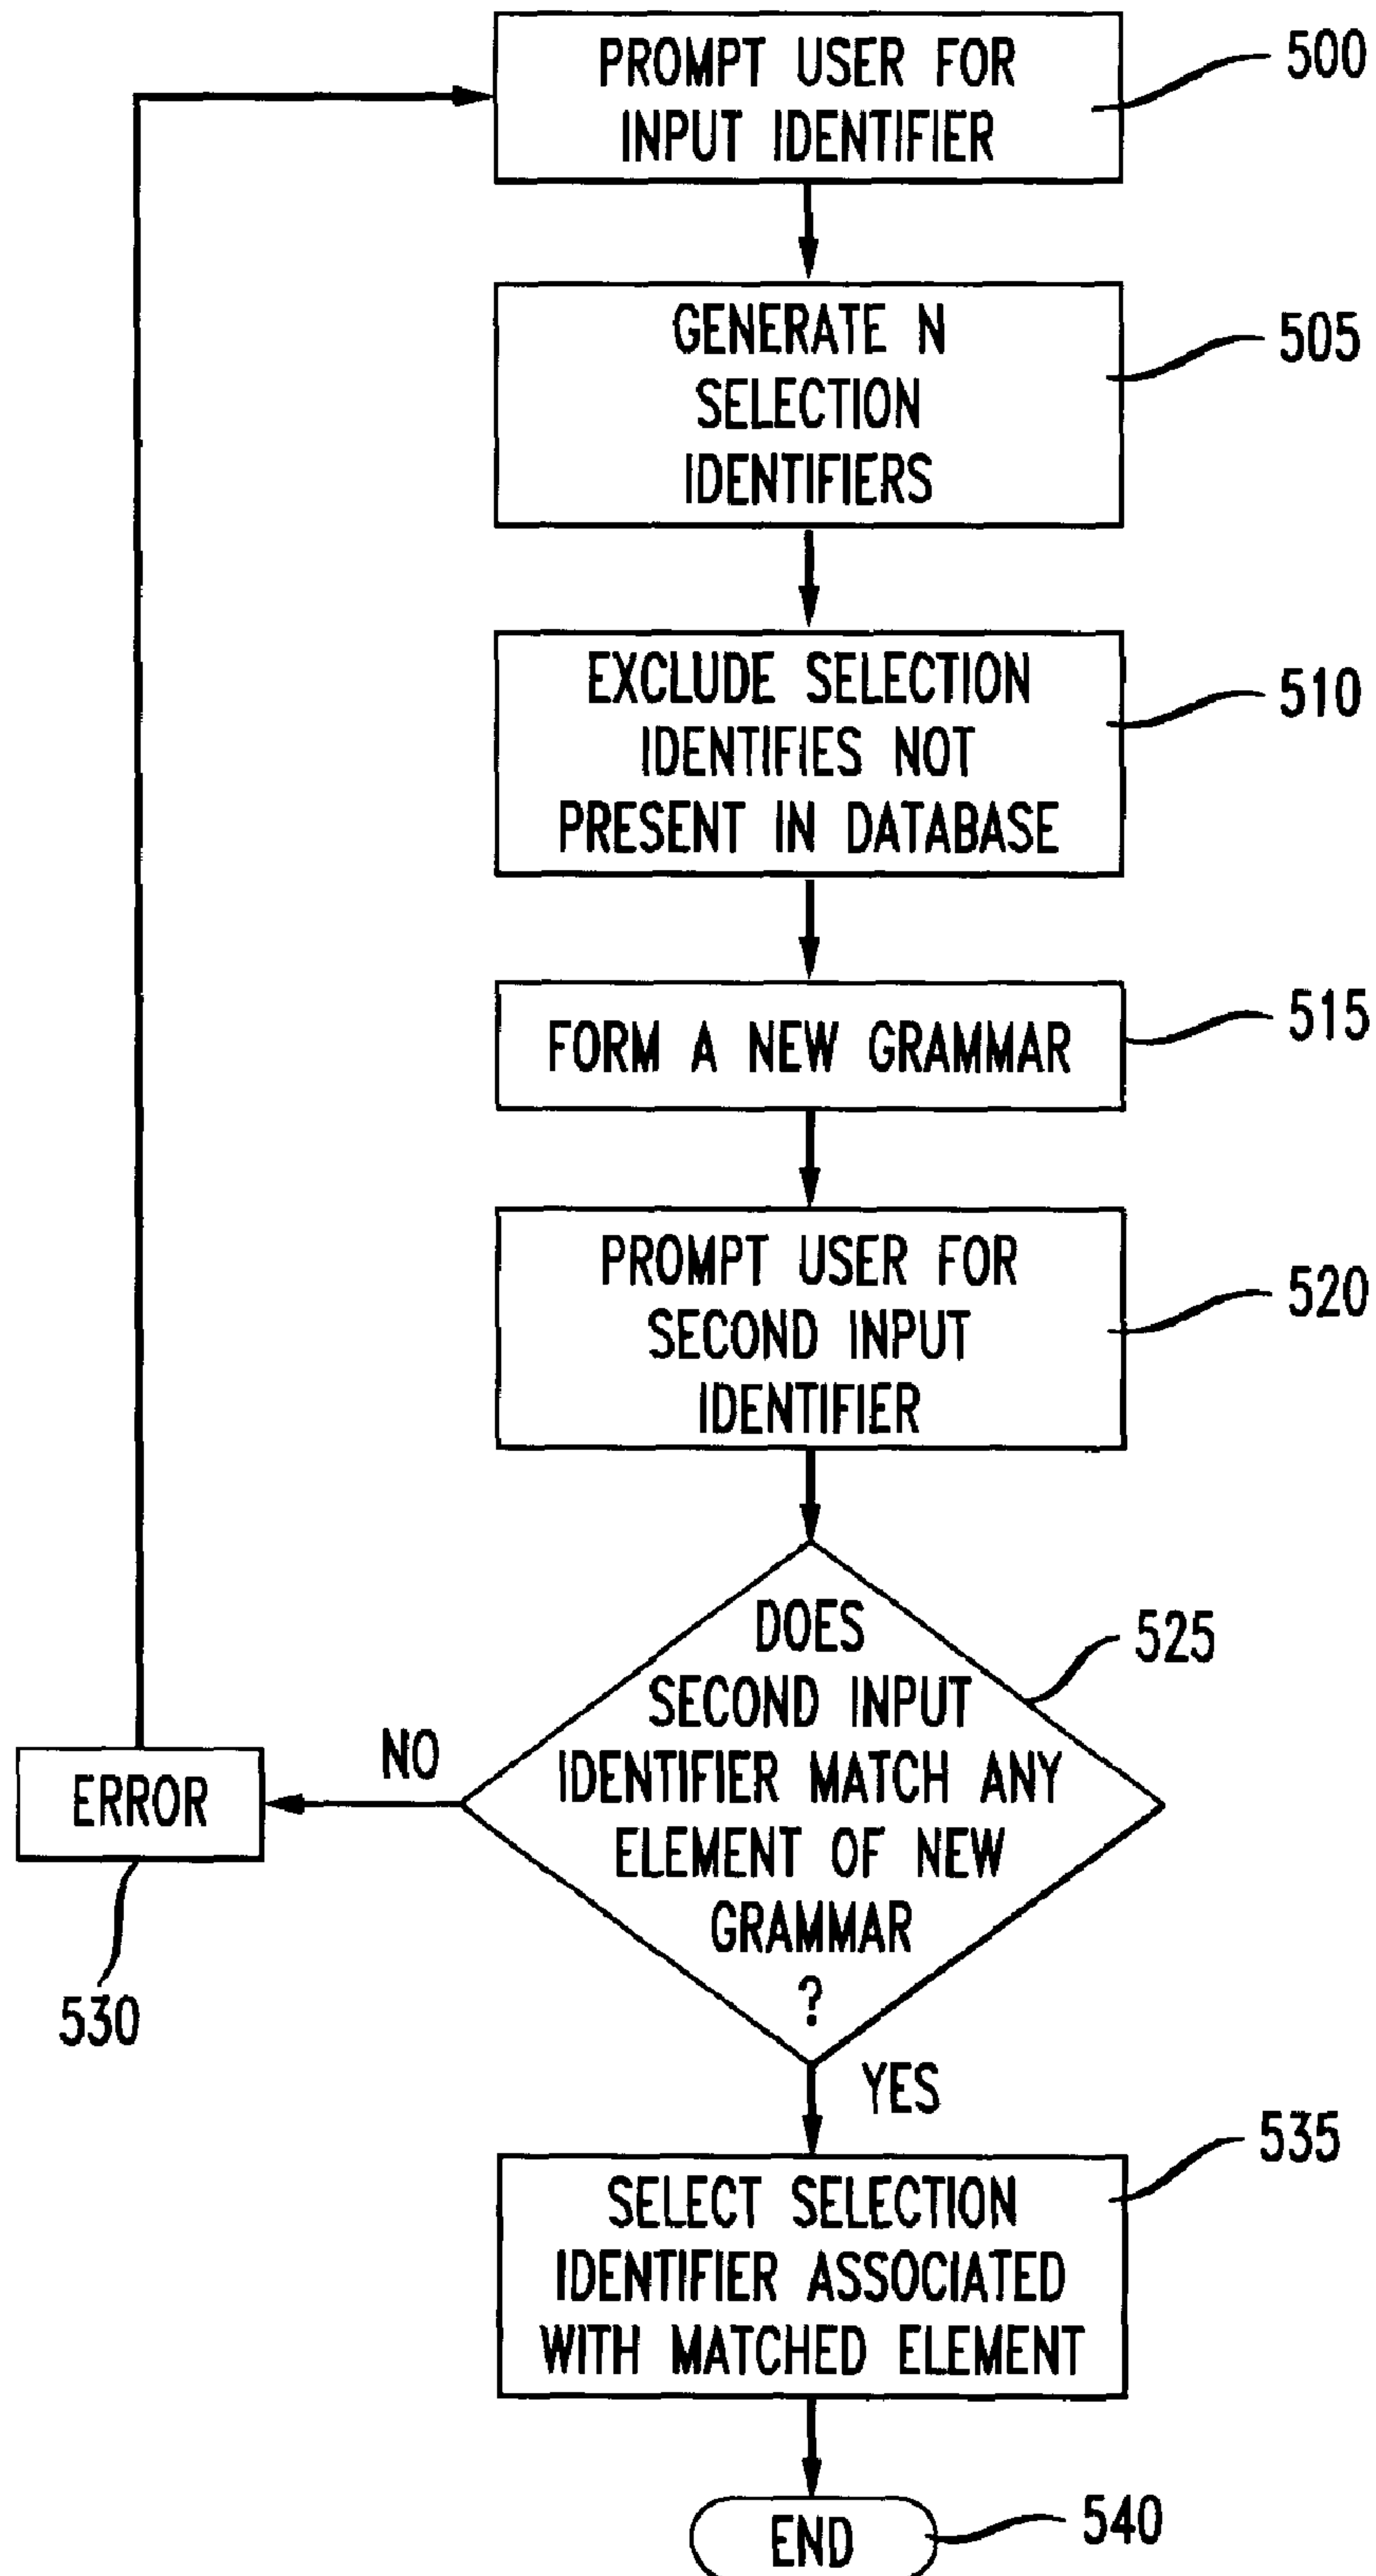 PROMPT USER FOR
INPUT IDENTIFIER
500
GENERATE N
SELECTION
IDENTIFIERS
505
EXCLUDE SELECTION
IDENTIFIES NOT
PRESENT IN DATABASE
510
FORM A NEW GRAMMAR
515
PROMPT USER FOR
SECOND INPUT
IDENTIFIER
520
DOES
SECOND INPUT
IDENTIFIER MATCH ANY
ELEMENT OF NEW
GRAMMAR
?
525
NO
ERROR
530
YES
SELECT SELECTION
IDENTIFIER ASSOCIATED
WITH MATCHED ELEMENT
535
END
540